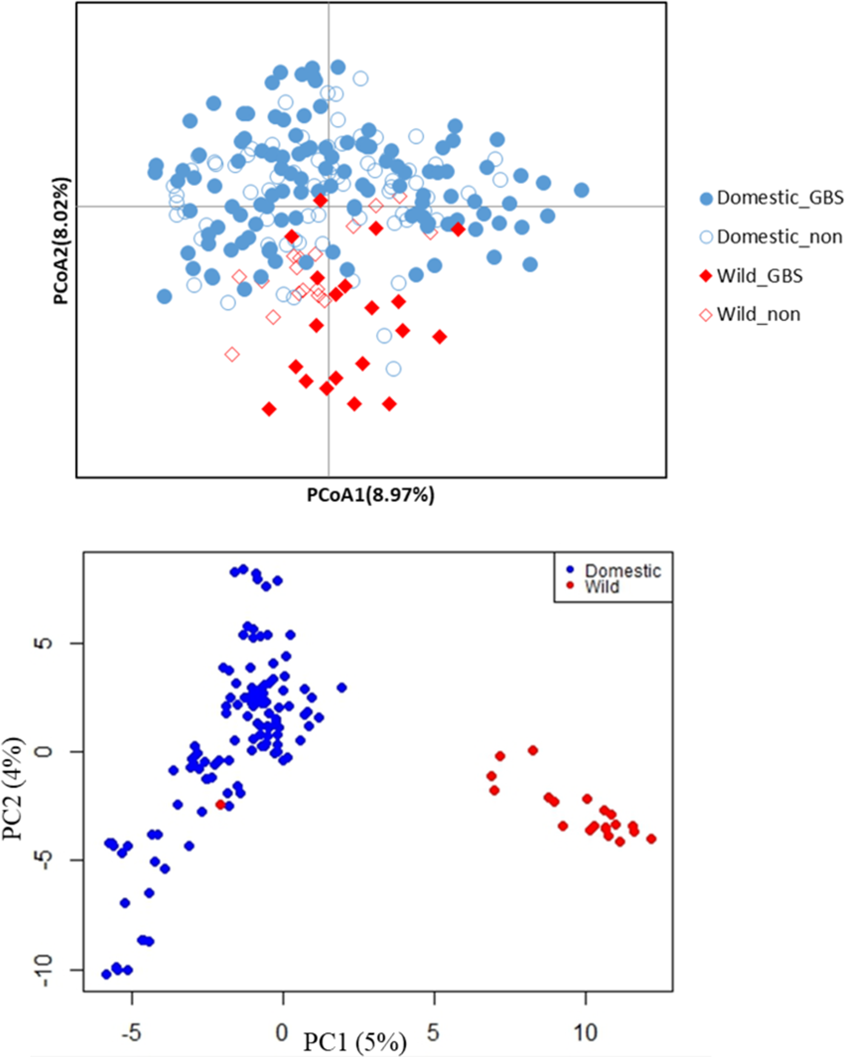 PCoA2(8.02%)
Domestic_GBS
Domestic_non
Wild_GBS
Wild_non
PCoA1(8.97%)
Domestic
Wild
PC2 (4%)
5
0
-5
-10
-5
0
5
10
PC1 (5%)